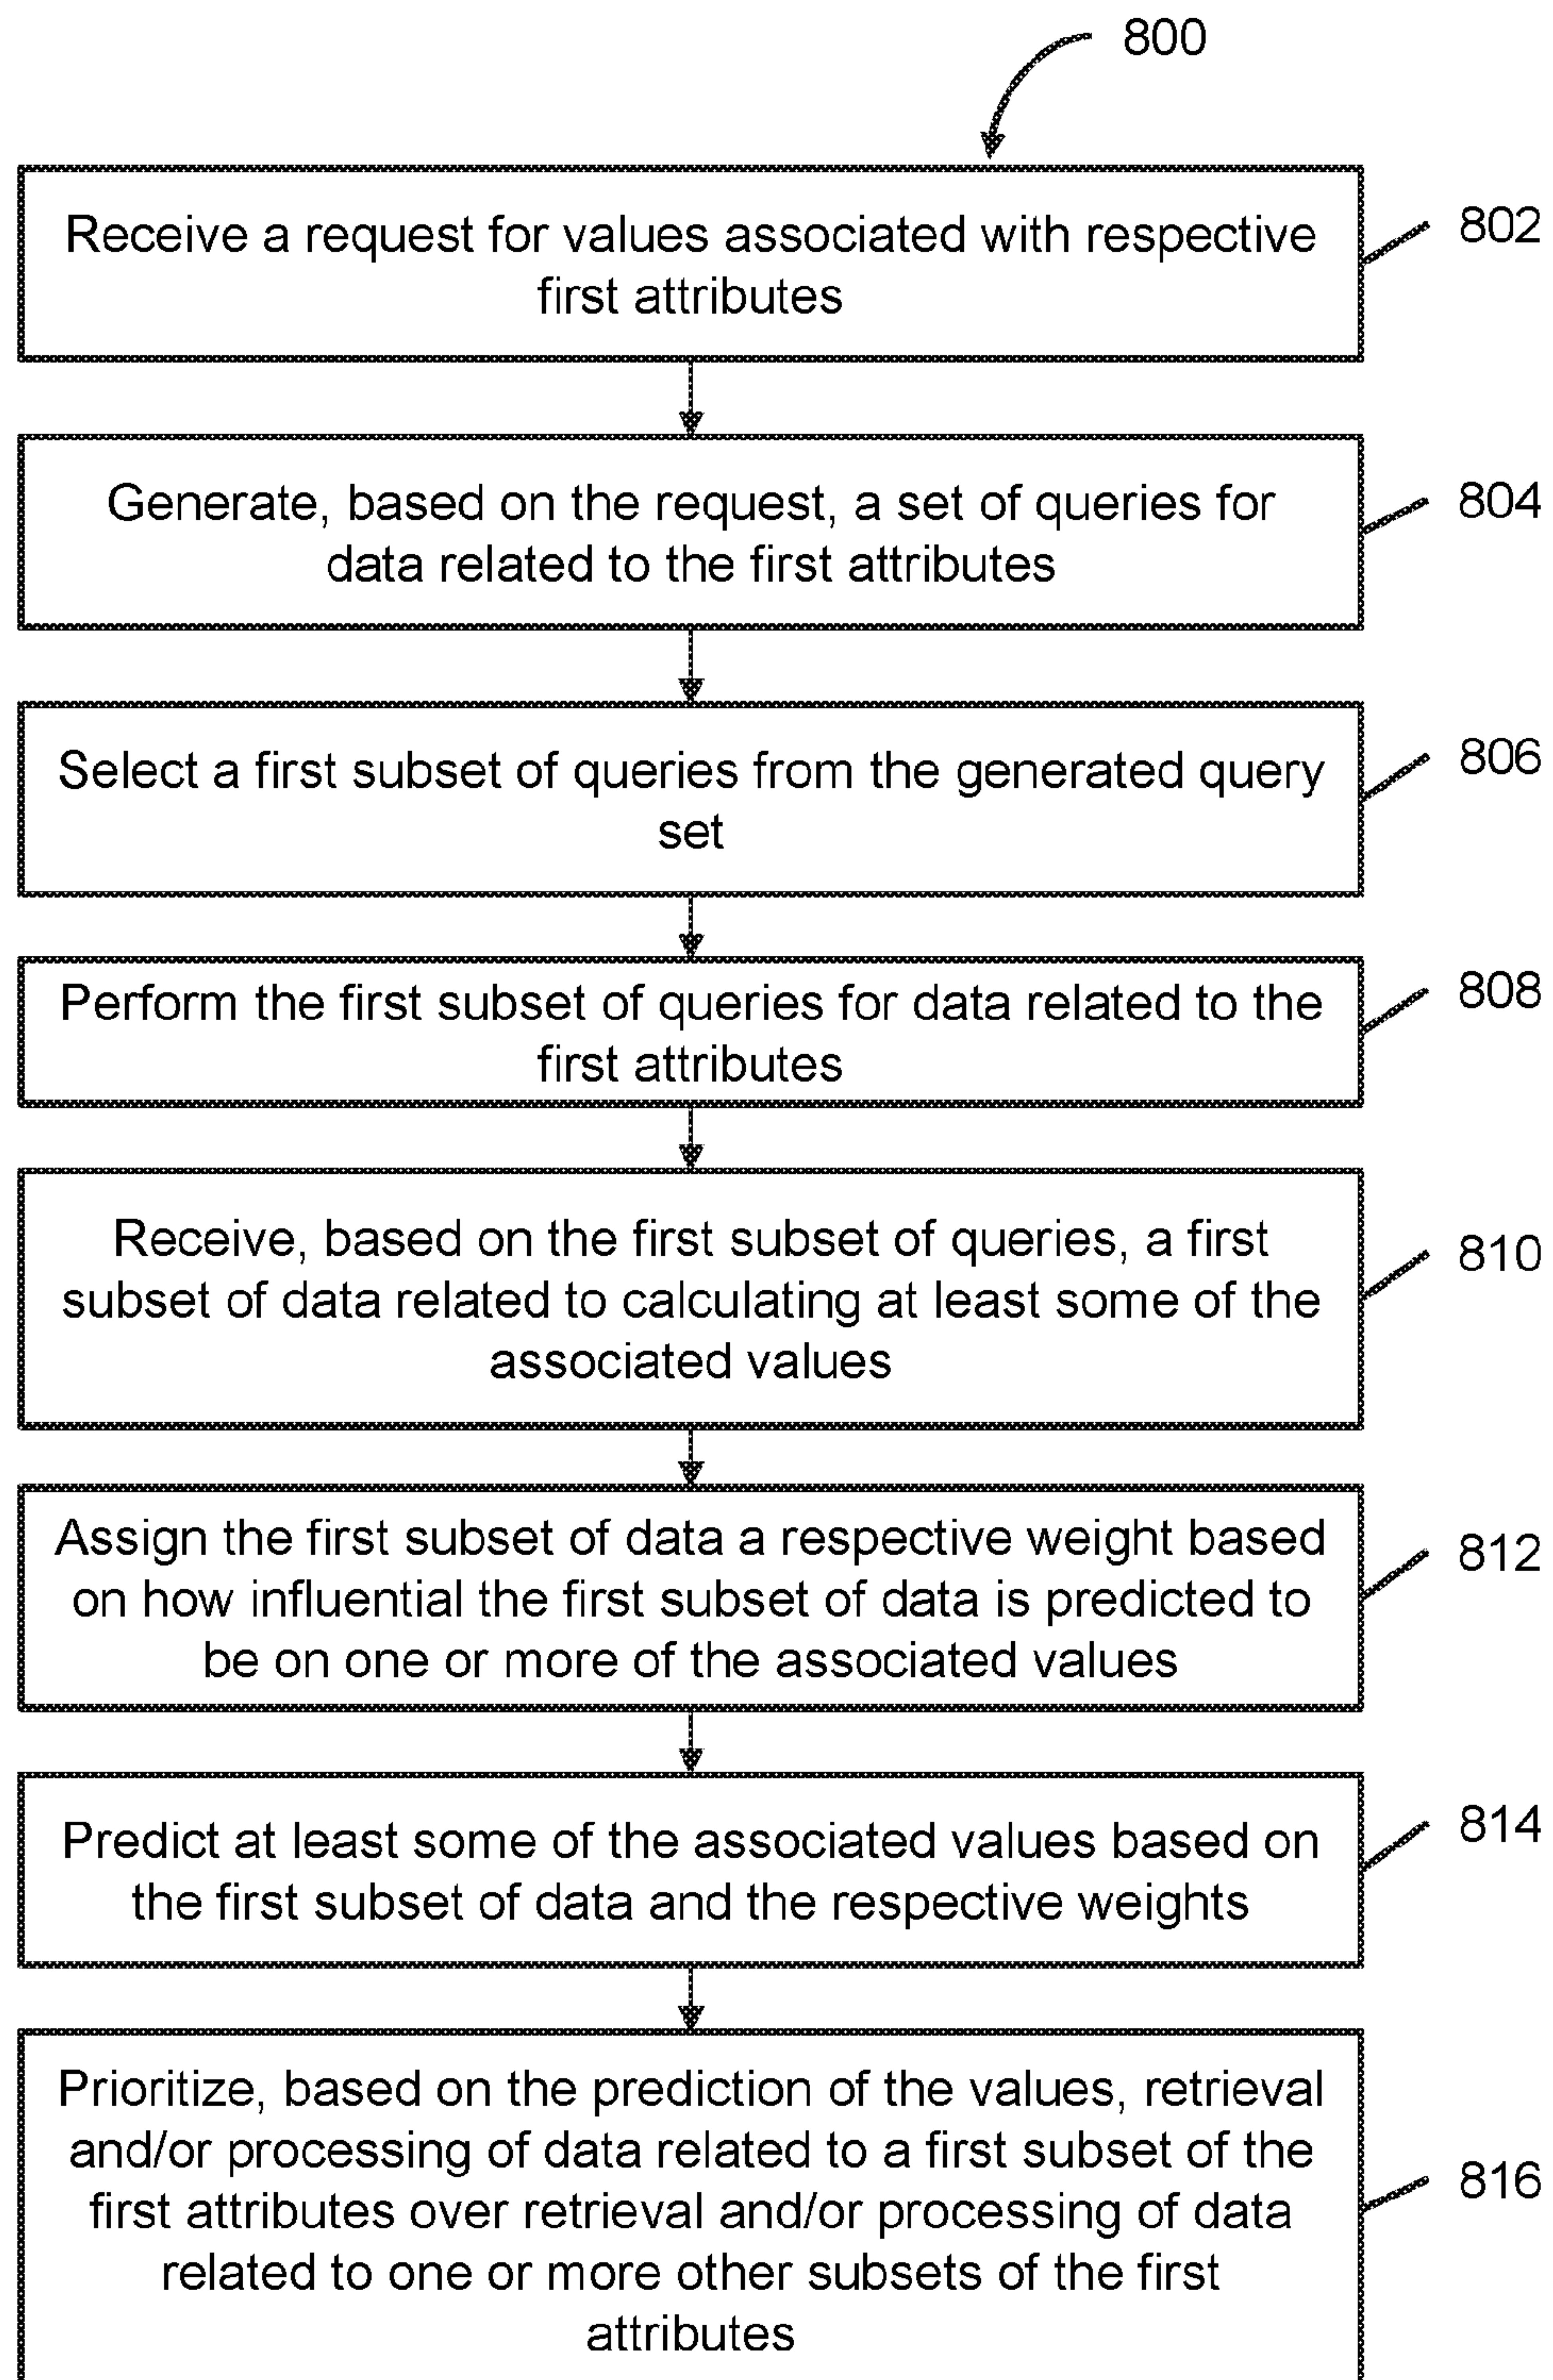 800
Receive a request for values associated with respective
first attributes
802
Generate, based on the request, a set of queries for
data related to the first attributes
804
Select a first subset of queries from the generated query
set
806
Perform the first subset of queries for data related to the
first attributes
808
Receive, based on the first subset of queries, a first
subset of data related to calculating at least some of the
associated values
810
Assign the first subset of data a respective weight based
on how influential the first subset of data is predicted to
be on one or more of the associated values
812
Predict at least some of the associated values based on
the first subset of data and the respective weights
814
Prioritize, based on the prediction of the values, retrieval
and/or processing of data related to a first subset of the
first attributes over retrieval and/or processing of data
related to one or more other subsets of the first
attributes
816